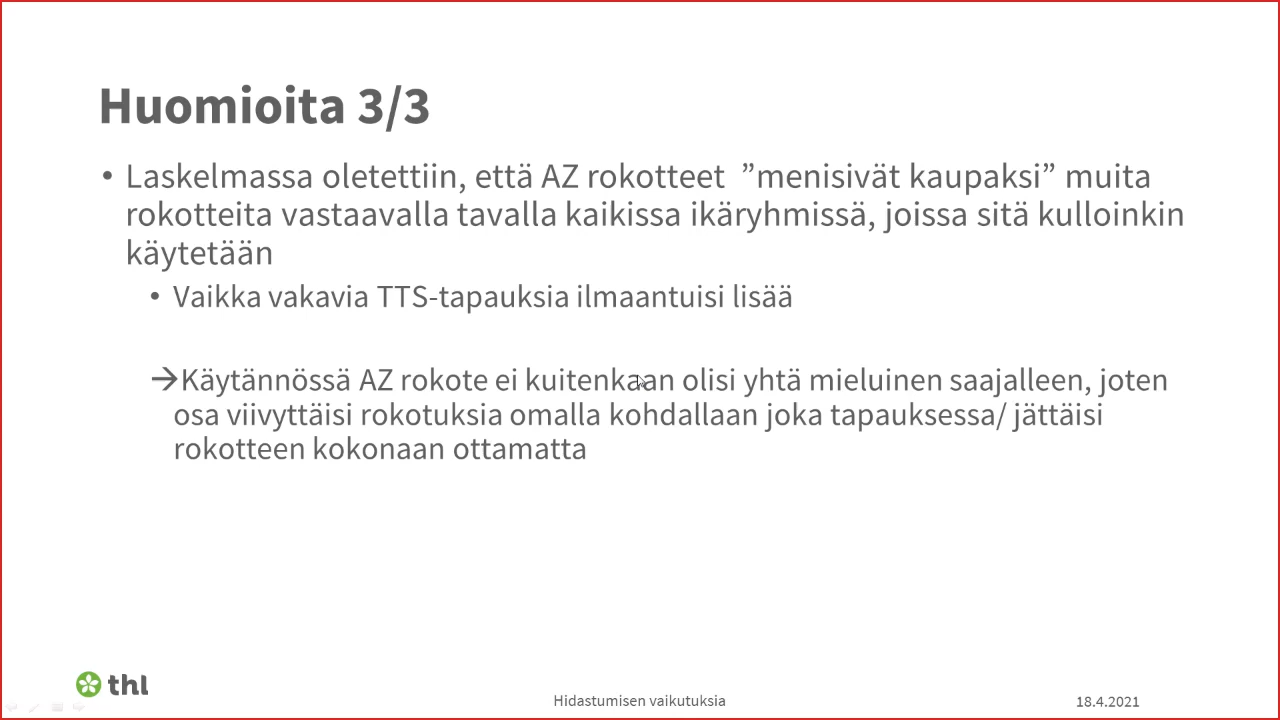 Huomioita 3/3
• Laskelmassa oletettiin, että AZ rokotteet ”menisivät kaupaksi” muita
rokotteita vastaavalla tavalla kaikissa ikäryhmissä, joissa sitä kulloinkin
käytetään
• Vaikka vakavia TTS-tapauksia ilmaantuisi lisää
→Käytännössä AZ rokote ei kuitenkaan olisi yhtä mieluinen saajalleen, joten
osa viivyttäisi rokotuksia omalla kohdallaan joka tapauksessa/ jättäisi
rokotteen kokonaan ottamatta
thl
Hidastumisen vaikutuksia
18.4.2021